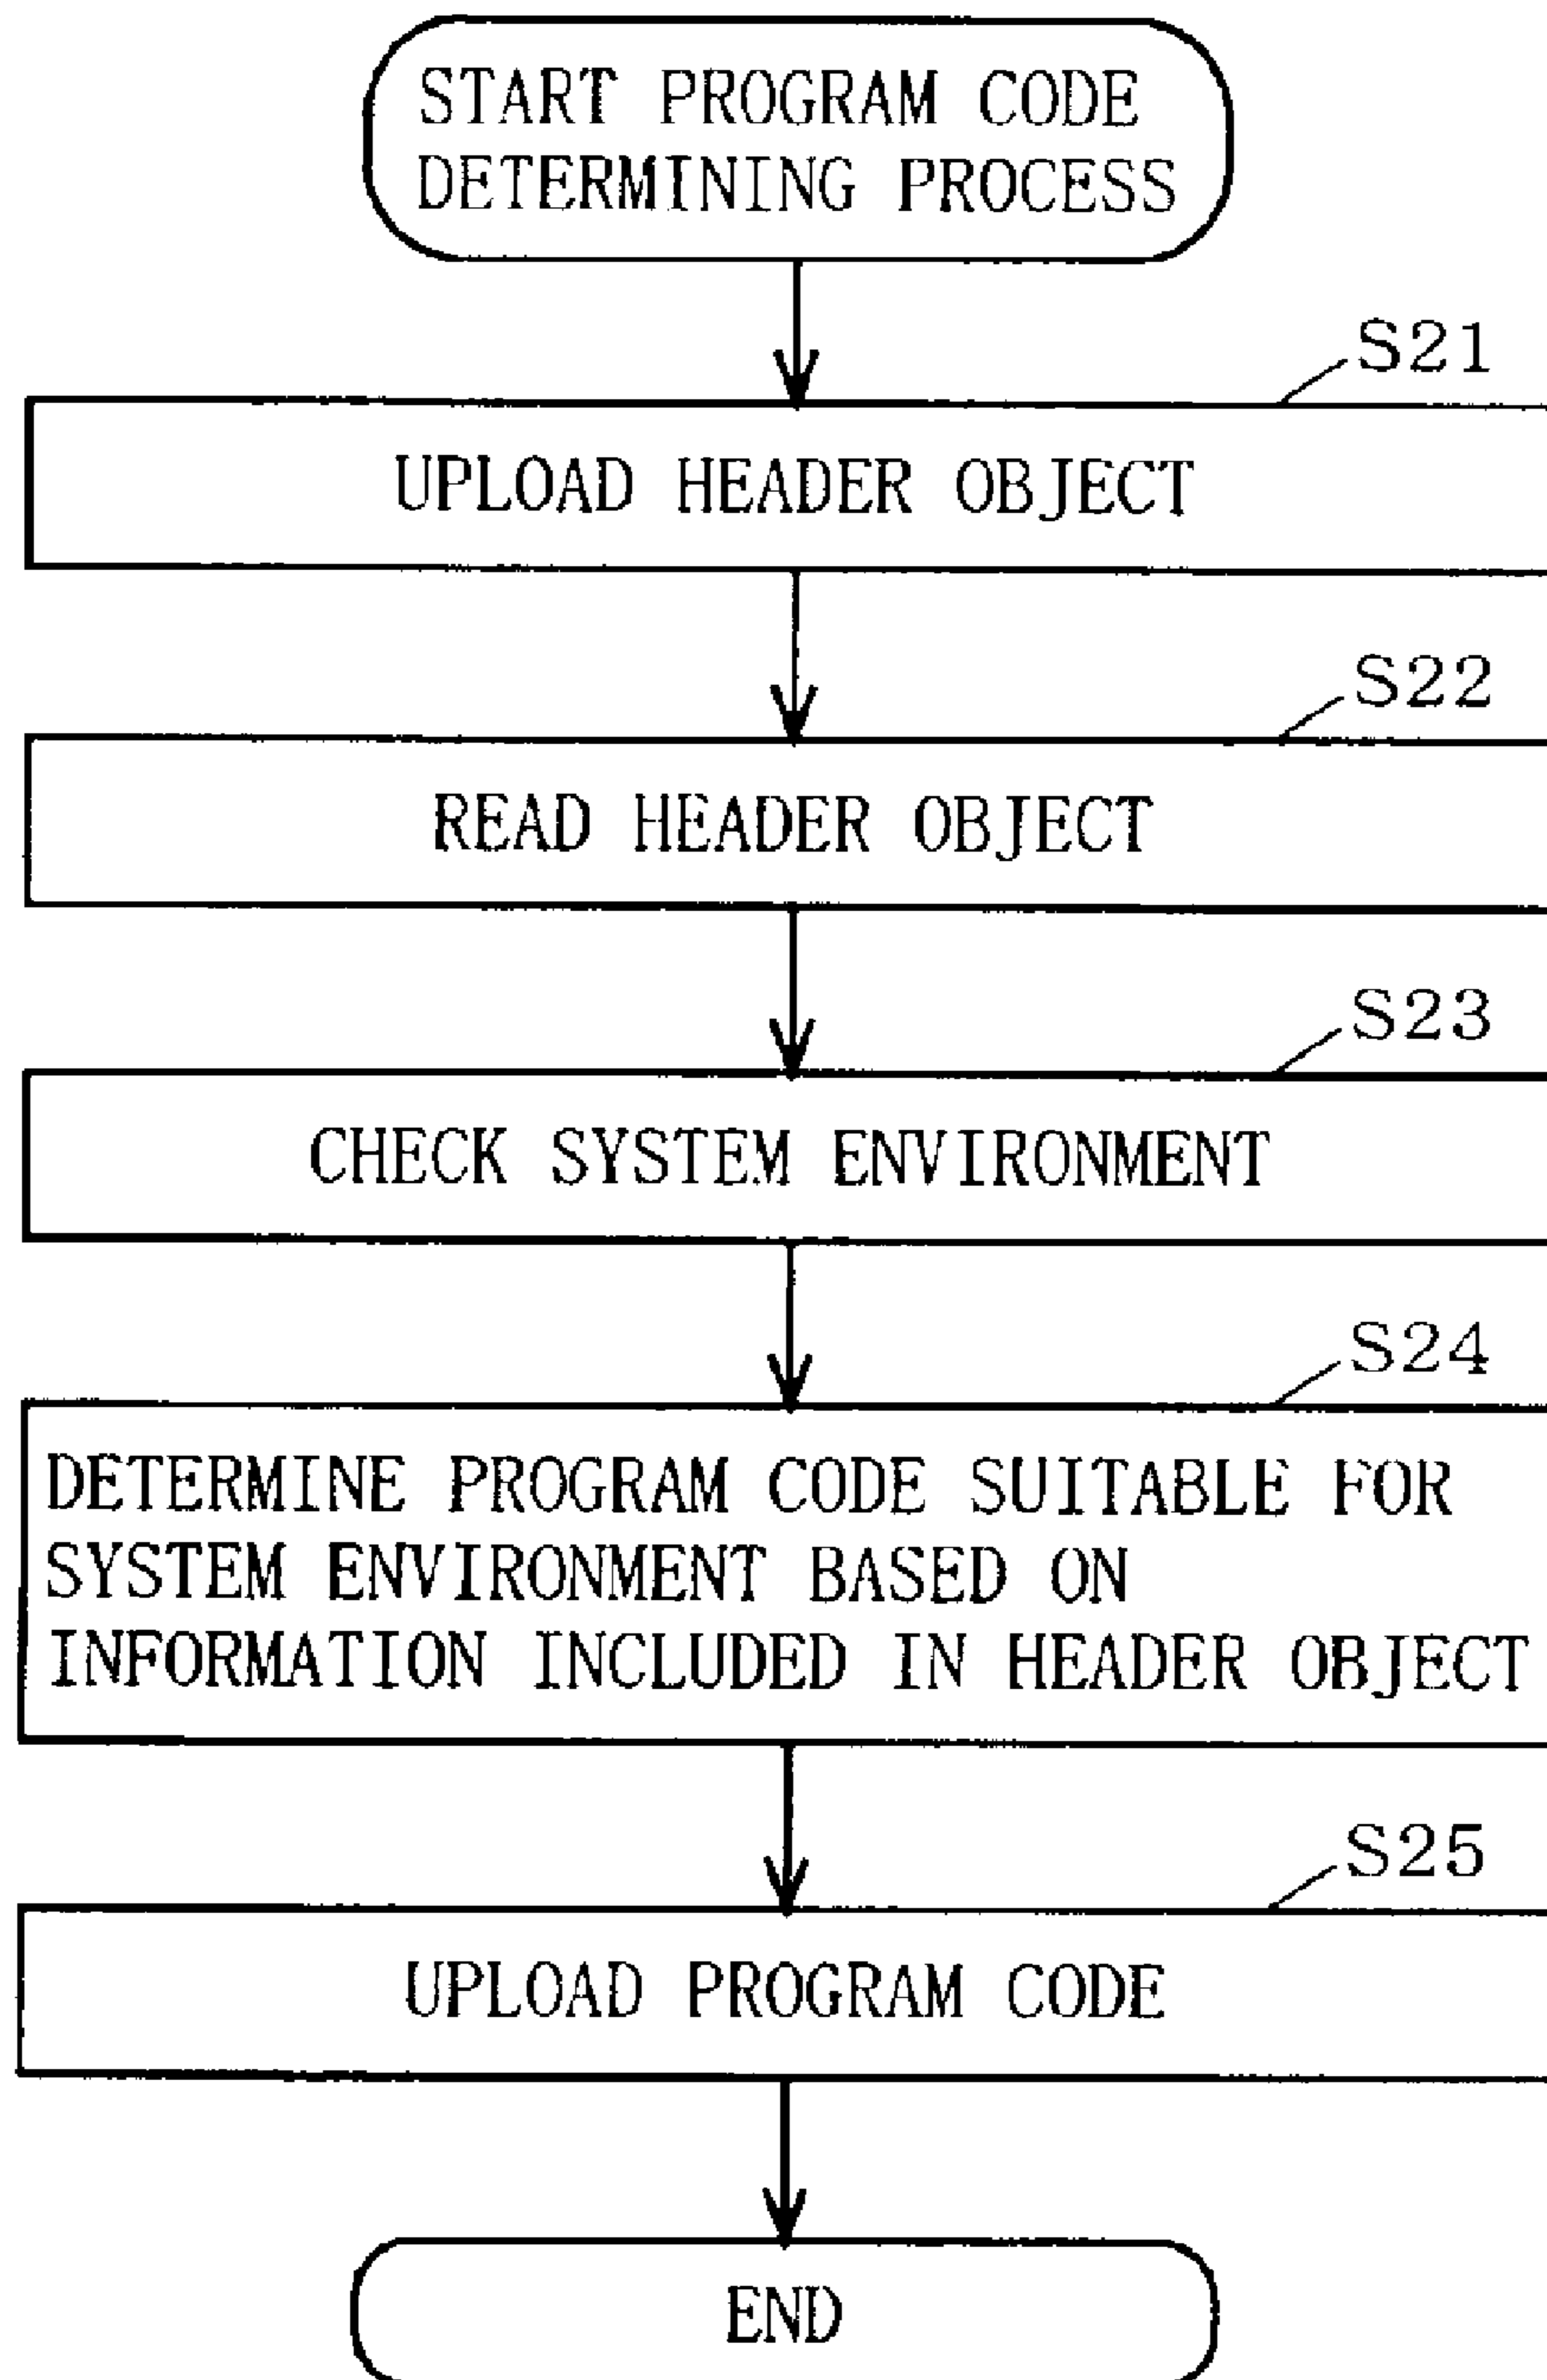 START PROGRAM CODE
DETERMINING PROCESS
S21
UPLOAD HEADER OBJECT
S22
READ HEADER OBJECT
S23
CHECK SYSTEM ENVIRONMENT
S24
DETERMINE PROGRAM CODE SUITABLE FOR
SYSTEM ENVIRONMENT BASED ON
INFORMATION INCLUDED IN HEADER OBJECT
S25
UPLOAD PROGRAM CODE
END